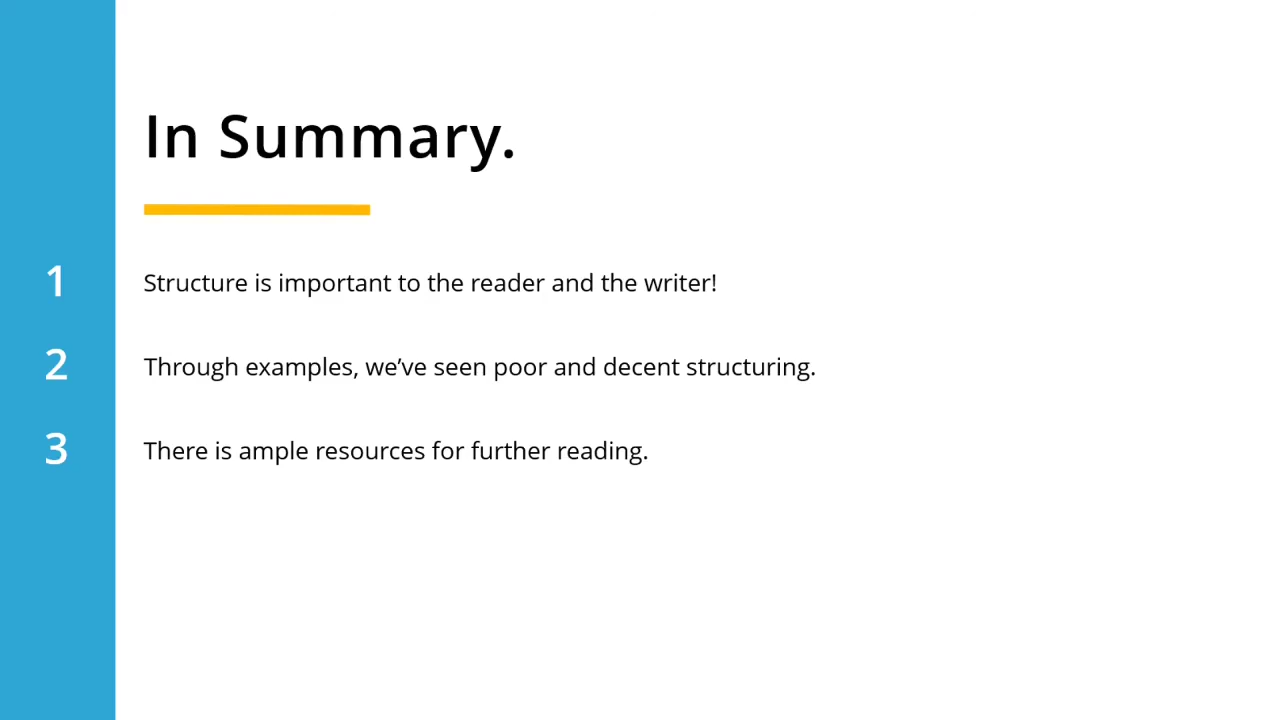 In Summary.
1 Structure is important to the reader and the writer!
2 Through examples, we’ve seen poor and decent structuring.
3 There is ample resources for further reading.